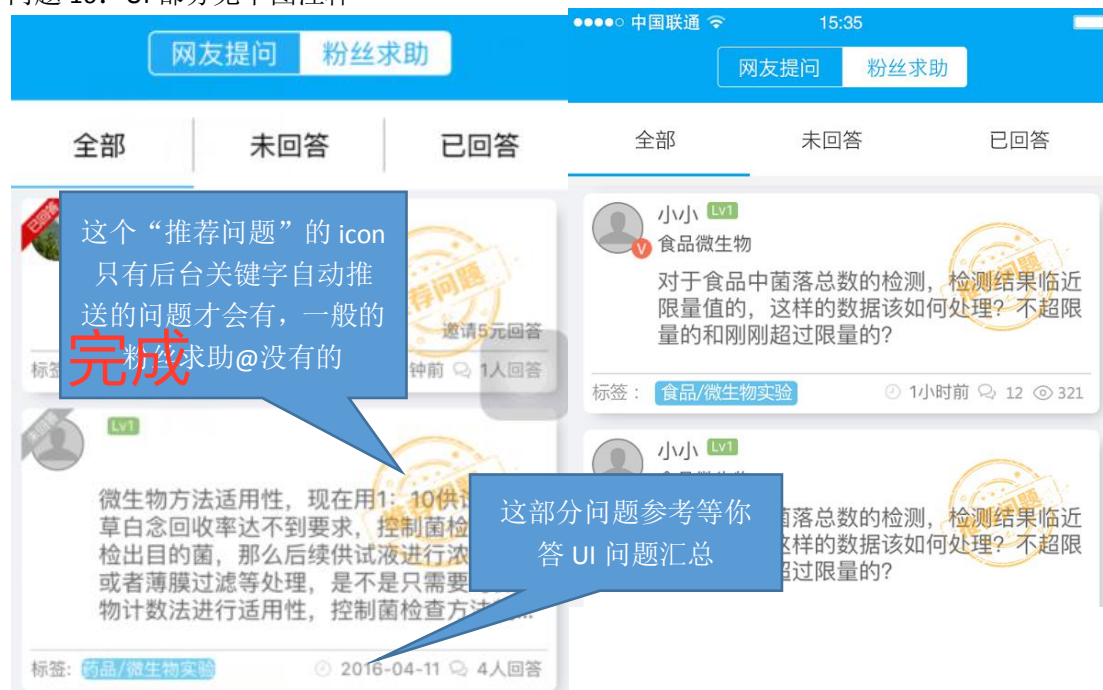 网友提问 粉丝求助
全部 未回答 已回答
已回答
这个“推荐问题”的 icon
只有后台关键字自动推
送的问题才会有，一般的
粉丝求助@没有的
完成
荐问题
邀请5元回答
标签
钟前 1人回答
未回答
Lv1
微生物方法适用性，现在用1：10供试
草白念回收率达不到要求，控制菌检
检出目的菌，那么后续供试液进行浓
或者薄膜过滤等处理，是不是只需要
物计数法进行适用性，控制菌检查方法
标签: 药品/微生物实验 2016-04-11 4人回答
这部分问题参考等你
答 UI 问题汇总
中国联通 15:35
网友提问 粉丝求助
全部 未回答 已回答
小小 Lv1
V
食品微生物
推荐问题
对于食品中菌落总数的检测，检测结果临近
限量值的，这样的数据该如何处理？不超限
量的和刚刚超过限量的？
标签： 食品/微生物实验 1小时前 12 321
小小 Lv1
菌落总数的检测，检测结果临近
这样的数据该如何处理？不超限
超过限量的？